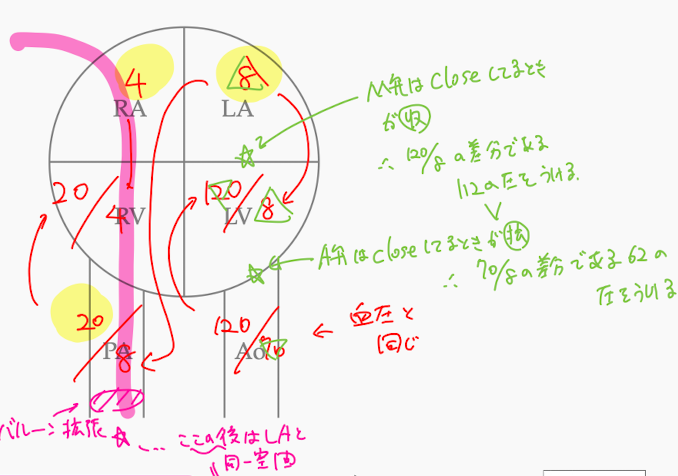 4
RA
8
LA
M弁はcloseしてるとき
が収
∴ 120/8の差分である
112の圧をうける.
20/4
RV
120/8
LV
A弁はcloseしてるときが拡
∴ 70/8の差分である62の
圧をうける
20/8
PA
120/70
Ao
← 血圧と
同じ
バルーン拡張
☆… ここの後はLAと
同一空間